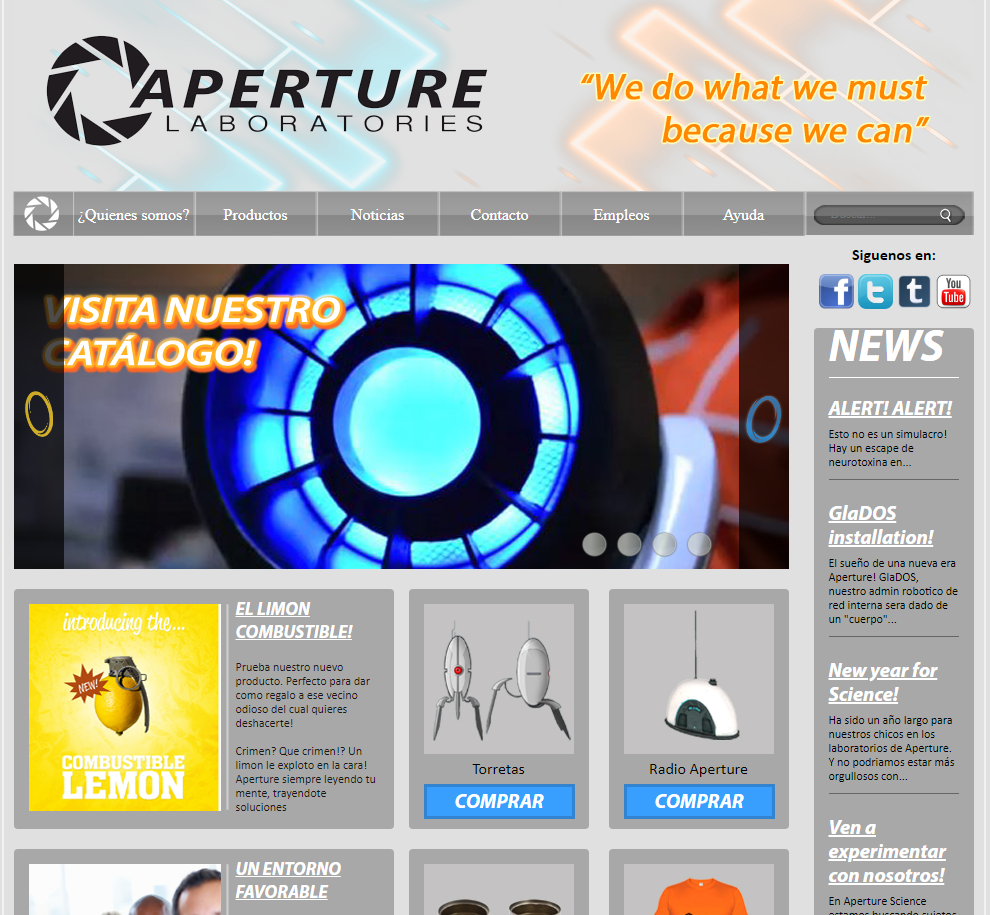 APERTURE
LABORATORIES
“We do what we must
because we can”
¿Quienes somos?
Productos
Noticias
Contacto
Empleos
Ayuda
Siguenos en:
f
t
t
You
Tube
VISITA NUESTRO
CATÁLOGO!
introducing the...
NEW!
COMBUSTIBLE
LEMON
EL LIMON
COMBUSTIBLE!
Prueba nuestro nuevo
producto. Perfecto para dar
como regalo a ese vecino
odioso del cual quieres
deshacerte!
Crimen? Que crimen!? Un
limon le exploto en la cara!
Aperture siempre leyendo tu
mente, trayendote
soluciones
Torretas
COMPRAR
Radio Aperture
COMPRAR
UN ENTORNO
FAVORABLE
NEWS
ALERT! ALERT!
Esto no es un simulacro!
Hay un escape de
neurotoxina en...
GlaDOS
installation!
El sueño de una nueva era
Aperture! GlaDOS,
nuestro admin robotico de
red interna sera dado de
un "cuerpo"...
New year for
Science!
Ha sido un año largo para
nuestros chicos en los
laboratorios de Aperture.
Y no podriamos estar más
orgullosos con...
Ven a
experimentar
con nosotros!
En Aperture Science
estamos buscando sujetos